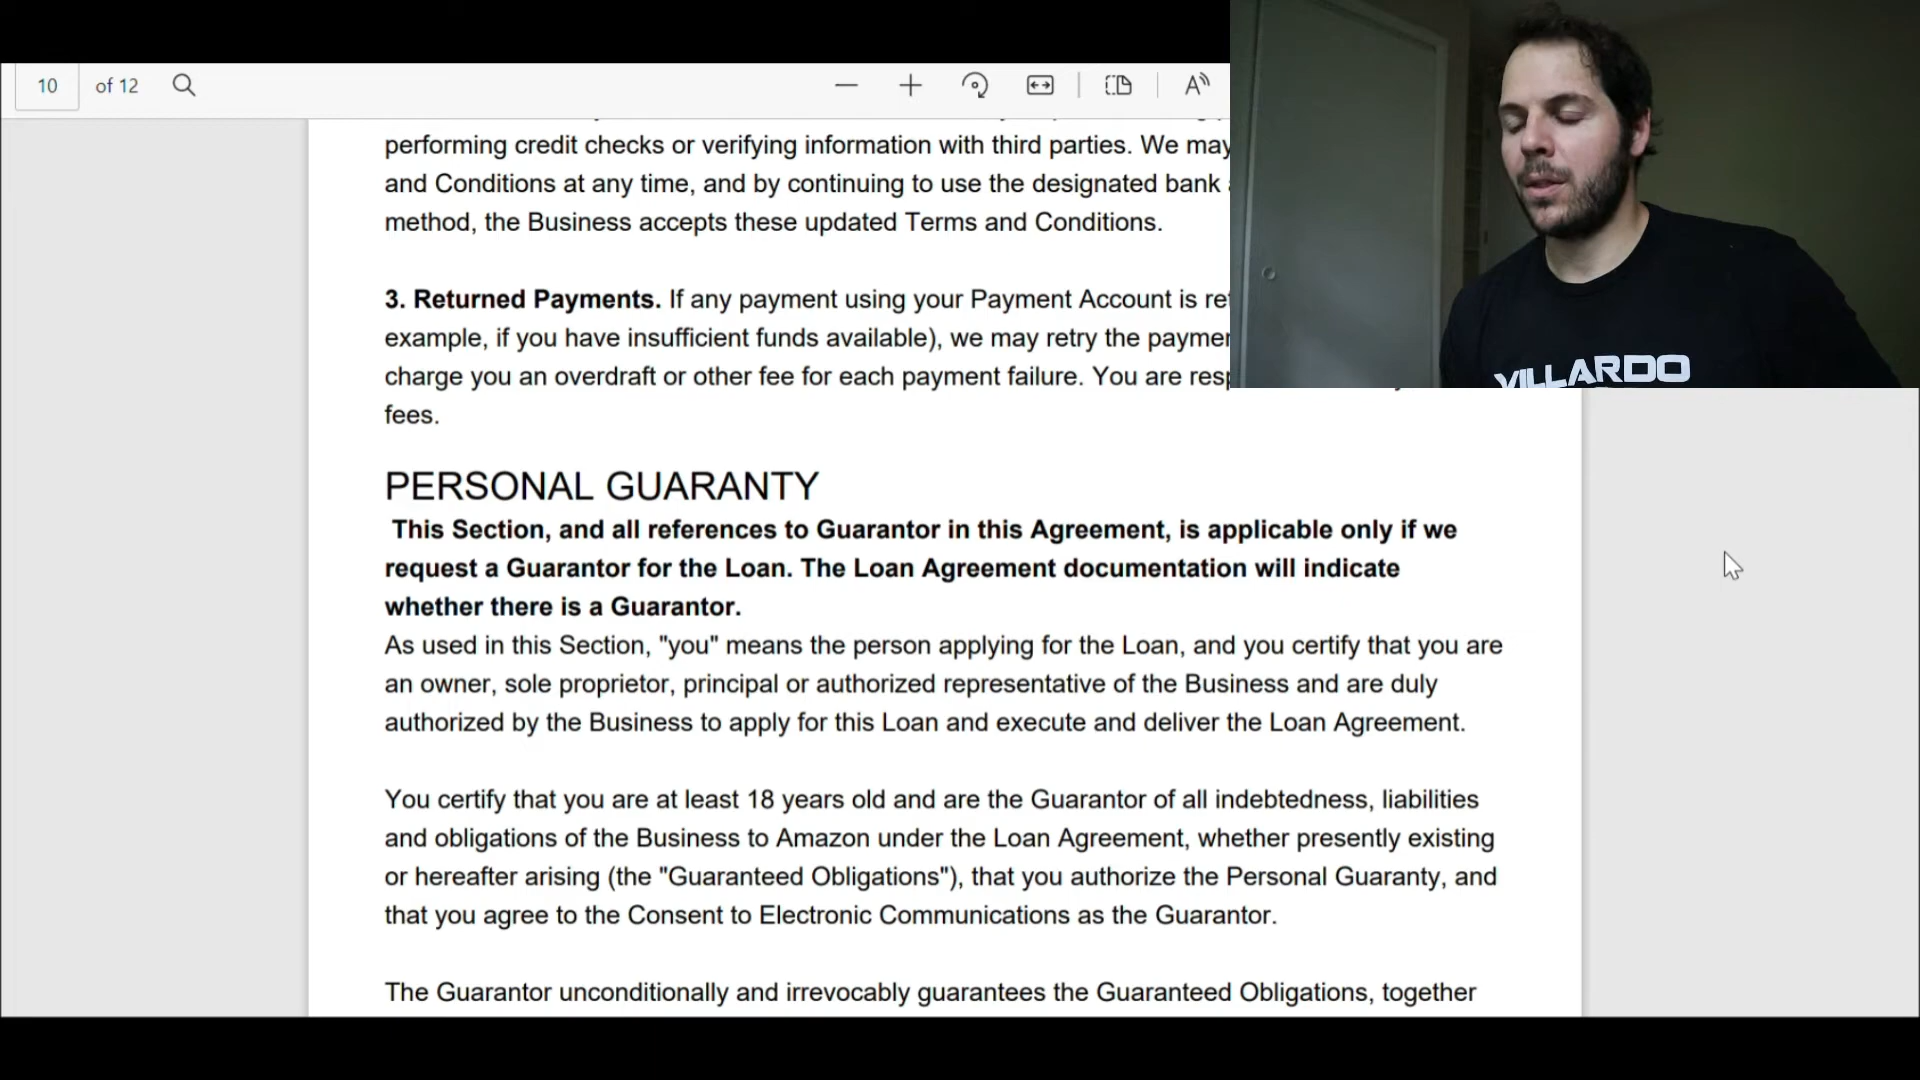 10 of 12
performing credit checks or verifying information with third parties. We may
and Conditions at any time, and by continuing to use the designated bank
method, the Business accepts these updated Terms and Conditions.
3. Returned Payments. If any payment using your Payment Account is
example, if you have insufficient funds available), we may retry the
charge you an overdraft or other fee for each payment failure. You are
fees.
VILLARDO
PERSONAL GUARANTY
This Section, and all references to Guarantor in this Agreement, is applicable only if we
request a Guarantor for the Loan. The Loan Agreement documentation will indicate
whether there is a Guarantor.
As used in this Section, "you" means the person applying for the Loan, and you certify that you are
an owner, sole proprietor, principal or authorized representative of the Business and are duly
authorized by the Business to apply for this Loan and execute and deliver the Loan Agreement.
You certify that you are at least 18 years old and are the Guarantor of all indebtedness, liabilities
and obligations of the Business to Amazon under the Loan Agreement, whether presently existing
or hereafter arising (the "Guaranteed Obligations"), that you authorize the Personal Guaranty, and
that you agree to the Consent to Electronic Communications as the Guarantor.
The Guarantor unconditionally and irrevocably guarantees the Guaranteed Obligations, together